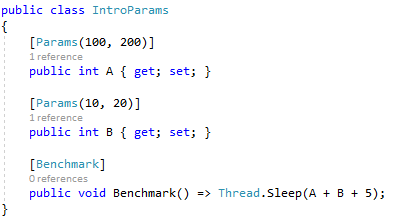 public class IntroParams
{
[Params(100, 200)]
1 reference
public int A { get; set; }
[Params(10, 20)]
1 reference
public int B { get; set; }
[Benchmark]
0 references
public void Benchmark() => Thread.Sleep(A + B + 5);
}